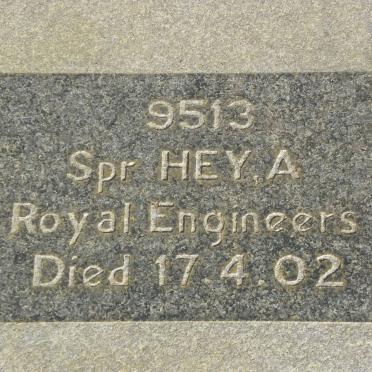 9513
Spr HEY, A
Royal Engineers
Died 17.4.02